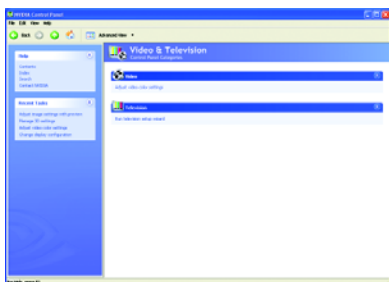 NVIDIA Control Panel
File Edit View Help
Back Advanced View
Help
Contents
Index
Search
Contact NVIDIA
Recent Tasks
Adjust image settings with preview
Manage 3D settings
Adjust video color settings
Change display configuration
Video & Television
Control Panel Categories
Video
Adjust video color settings
Television
Run television setup wizard